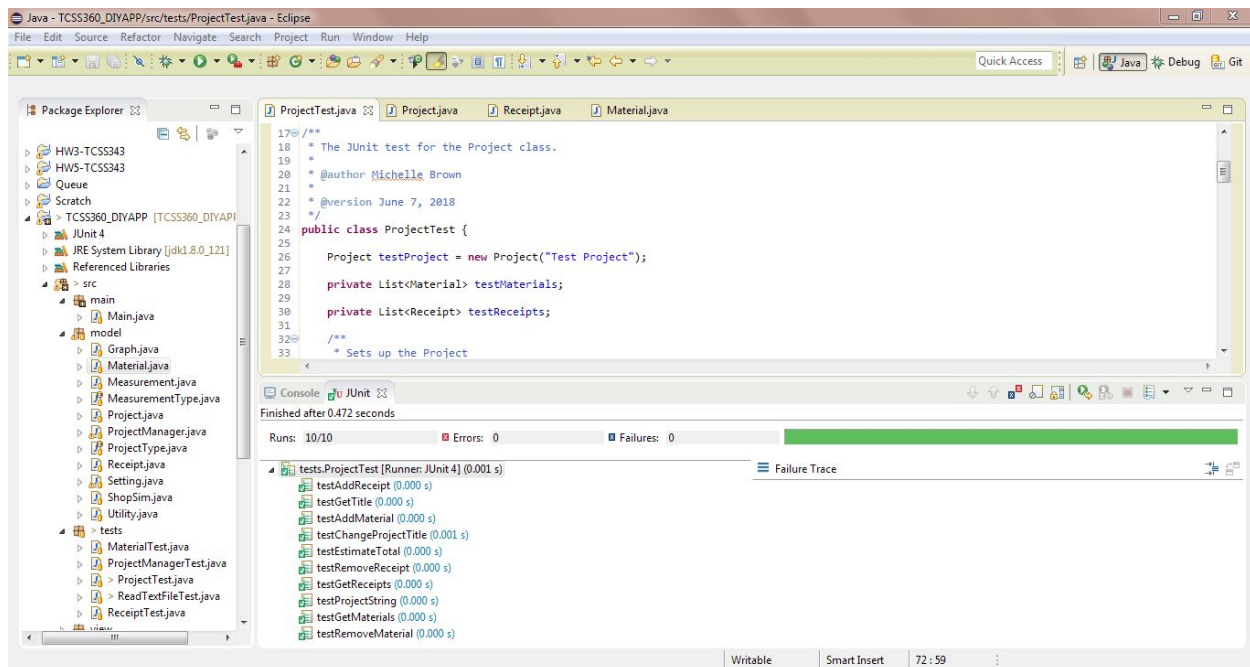 Java - TCSS360_DIYAPP/src/tests/ProjectTest.java - Eclipse
File Edit Source Refactor Navigate Search Project Run Window Help
Quick Access Java Debug Git
Package Explorer
HW3-TCSS343
HW5-TCSS343
Queue
Scratch
> TCSS360_DIYAPP [TCSS360_DIYAPP
JUnit 4
JRE System Library [jdk1.8.0_121]
Referenced Libraries
> src
main
Main.java
model
Graph.java
Material.java
Measurement.java
MeasurementType.java
Project.java
ProjectManager.java
ProjectType.java
Receipt.java
Setting.java
ShopSim.java
Utility.java
> tests
MaterialTest.java
ProjectManagerTest.java
> ProjectTest.java
> ReadTextFileTest.java
ReceiptTest.java
view
ProjectTest.java Project.java Receipt.java Material.java
17 /**
18 * The JUnit test for the Project class.
19 *
20 * @author Michelle Brown
21 *
22 * @version June 7, 2018
23 */
24 public class ProjectTest {
25
26 Project testProject = new Project("Test Project");
27
28 private List<Material> testMaterials;
29
30 private List<Receipt> testReceipts;
31
32 /**
33 * Sets up the Project
Console JUnit
Finished after 0.472 seconds
Runs: 10/10 Errors: 0 Failures: 0
tests.ProjectTest [Runner: JUnit 4] (0.001 s)
testAddReceipt (0.000 s)
testGetTitle (0.000 s)
testAddMaterial (0.000 s)
testChangeProjectTitle (0.001 s)
testEstimateTotal (0.000 s)
testRemoveReceipt (0.000 s)
testGetReceipts (0.000 s)
testProjectString (0.000 s)
testGetMaterials (0.000 s)
testRemoveMaterial (0.000 s)
Failure Trace
Writable Smart Insert 72 : 59